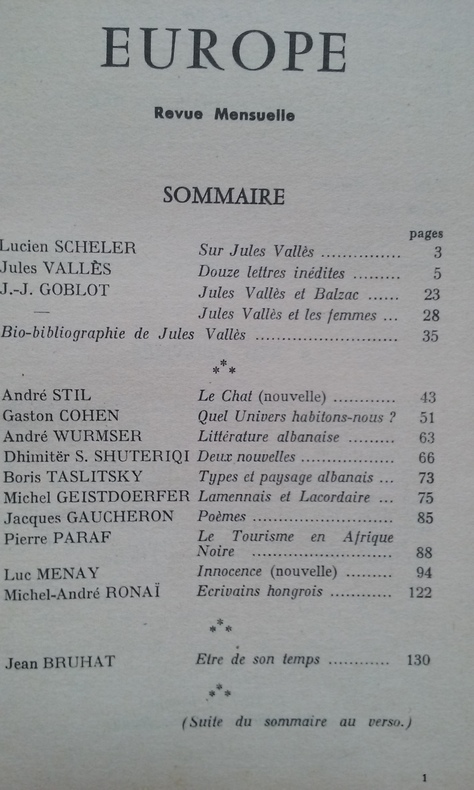 EUROPE
Revue Mensuelle
SOMMAIRE
pages
Lucien SCHELER Sur Jules Vallès ............... 3
Jules VALLÈS Douze lettres inédites ......... 5
J.-J. GOBLOT Jules Vallès et Balzac ...... 23
— Jules Vallès et les femmes ... 28
Bio-bibliographie de Jules Vallès .......................... 35
***
André STIL Le Chat (nouvelle) ............ 43
Gaston COHEN Quel Univers habitons-nous ? 51
André WURMSER Littérature albanaise ......... 63
Dhimitër S. SHUTERIQI Deux nouvelles ................. 66
Boris TASLITSKY Types et paysage albanais ... 73
Michel GEISTDOERFER Lamennais et Lacordaire ... 75
Jacques GAUCHERON Poèmes .......................... 85
Pierre PARAF Le Tourisme en Afrique
Noire .......................... 88
Luc MENAY Innocence (nouvelle) ......... 94
Michel-André RONAÏ Ecrivains hongrois ............ 122
***
Jean BRUHAT Etre de son temps ............ 130
***
(Suite du sommaire au verso.)
1